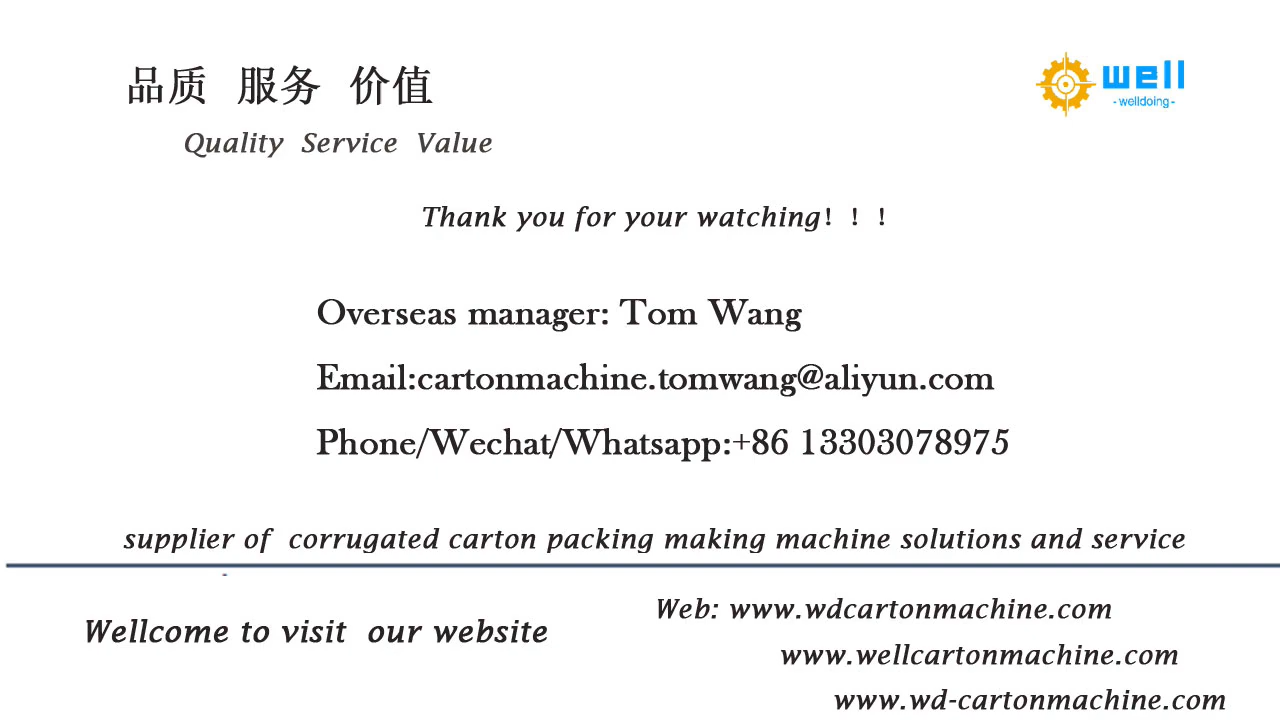 品质 服务 价值
Quality Service Value
well
-welldoing-
Thank you for your watching！！！
Overseas manager: Tom Wang
Email:cartonmachine.tomwang@aliyun.com
Phone/Wechat/Whatsapp:+86 13303078975
supplier of corrugated carton packing making machine solutions and service
Wellcome to visit our website
Web: www.wdcartonmachine.com
www.wellcartonmachine.com
www.wd-cartonmachine.com